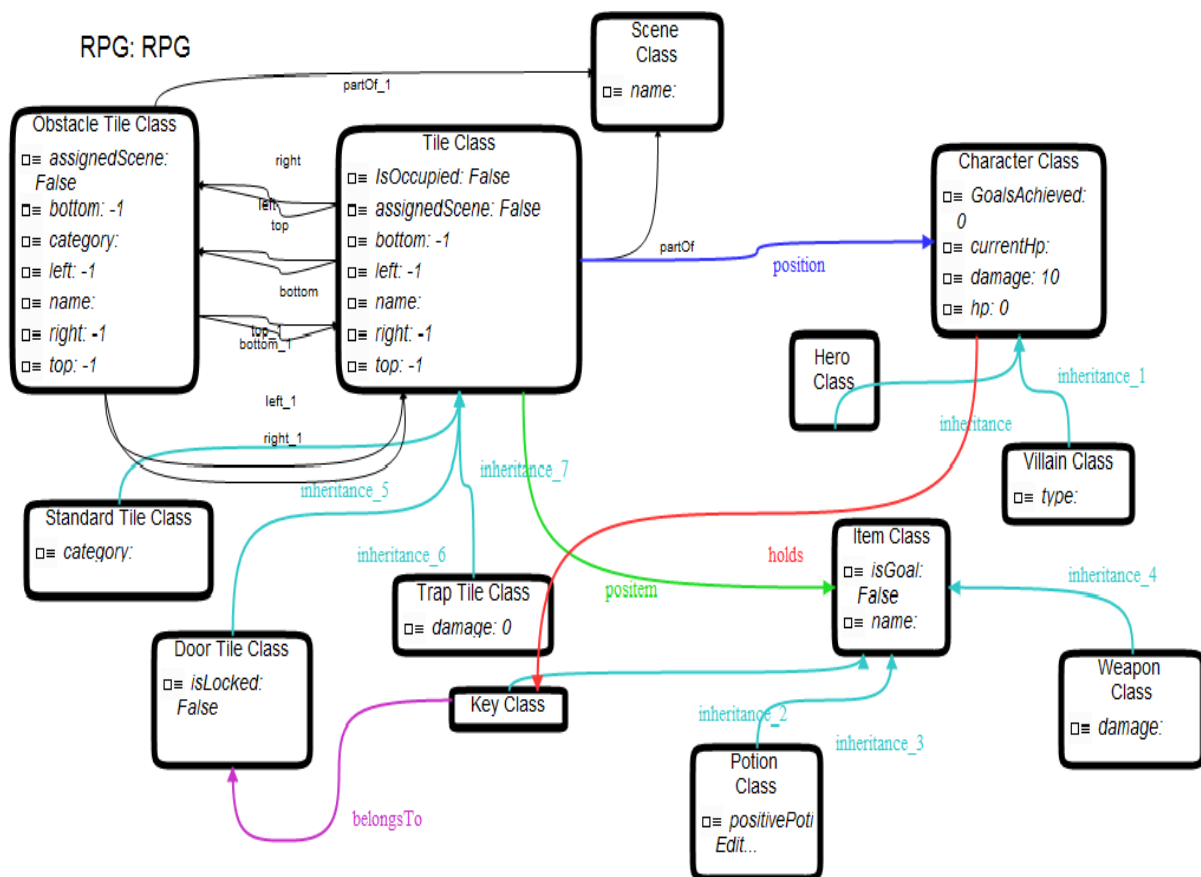 RPG: RPG
Scene
Class
name:
partOf_1
Obstacle Tile Class
assignedScene:
False
bottom: -1
category:
left: -1
name:
right: -1
top: -1
right
left
top
bottom
top_1
bottom_1
left_1
right_1
Tile Class
IsOccupied: False
assignedScene: False
bottom: -1
left: -1
name:
right: -1
top: -1
partOf
position
Character Class
GoalsAchieved:
0
currentHp:
damage: 10
hp: 0
Hero
Class
inheritance_1
inheritance
Villain Class
type:
inheritance_5
inheritance_7
inheritance_6
Standard Tile Class
category:
Trap Tile Class
damage: 0
positem
holds
Item Class
isGoal:
False
name:
inheritance_4
Door Tile Class
isLocked:
False
Key Class
inheritance_2
inheritance_3
Weapon
Class
damage:
Potion
Class
positivePoti
Edit...
belongsTo